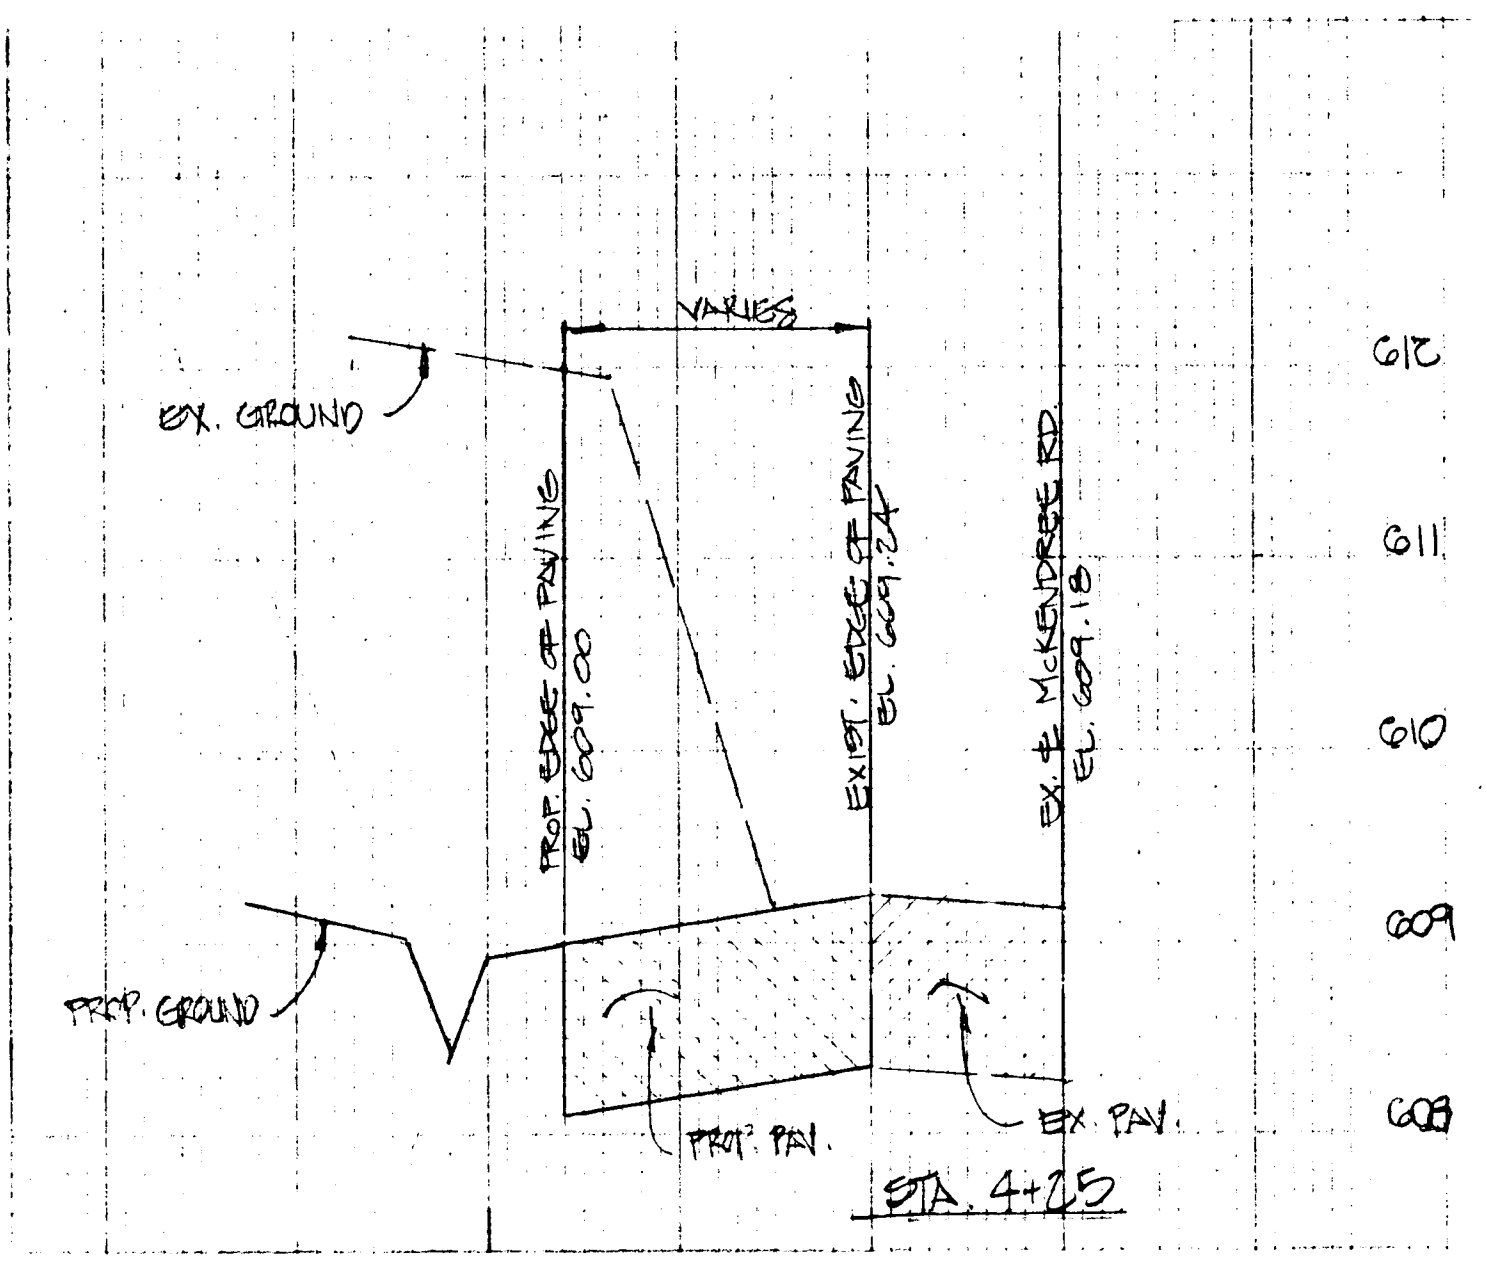 VARIES
612
EX. GROUND
611
PROP. EDGE OF PAVING
EL. 609.00
EXIST. EDGE OF PAVING
EL. 609.24
EX. ℄ McKENDREE RD.
EL. 609.18
610
609
PROP. GROUND
608
PROP. PAV.
EX. PAV.
STA. 4+25